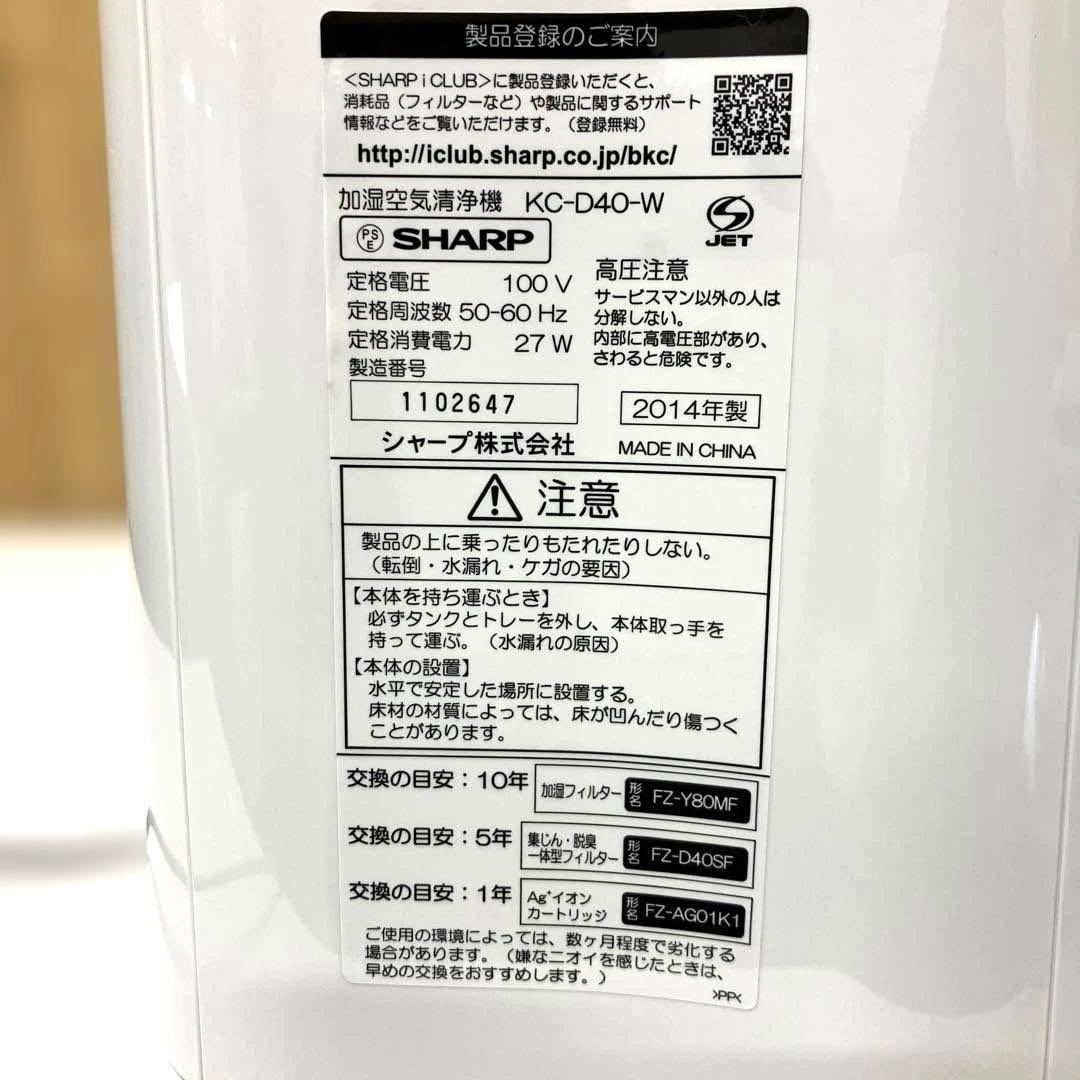 製品登録のご案内
＜SHARP i CLUB＞に製品登録いただくと、
消耗品（フィルターなど）や製品に関するサポート
情報などをご覧いただけます。（登録無料）
http://iclub.sharp.co.jp/bkc/
加湿空気清浄機 KC-D40-W
PS
E
SHARP
JET
定格電圧 100 V
定格周波数 50-60 Hz
定格消費電力 27 W
製造番号
1102647
シャープ株式会社
高圧注意
サービスマン以外の人は
分解しない。
内部に高電圧部があり、
さわると危険です。
2014年製
MADE IN CHINA
注意
製品の上に乗ったりもたれたりしない。
（転倒・水漏れ・ケガの要因）
【本体を持ち運ぶとき】
必ずタンクとトレーを外し、本体取っ手を
持って運ぶ。（水漏れの原因）
【本体の設置】
水平で安定した場所に設置する。
床材の材質によっては、床が凹んだり傷つく
ことがあります。
交換の目安：10年 加湿フィルター 形名 FZ-Y80MF
交換の目安：5年 集じん・脱臭
一体型フィルター 形名 FZ-D40SF
交換の目安：1年 Ag⁺イオン
カートリッジ 形名 FZ-AG01K1
ご使用の環境によっては、数ヶ月程度で劣化する
場合があります。（嫌なニオイを感じたときは、
早めの交換をおすすめします。）
>PP<